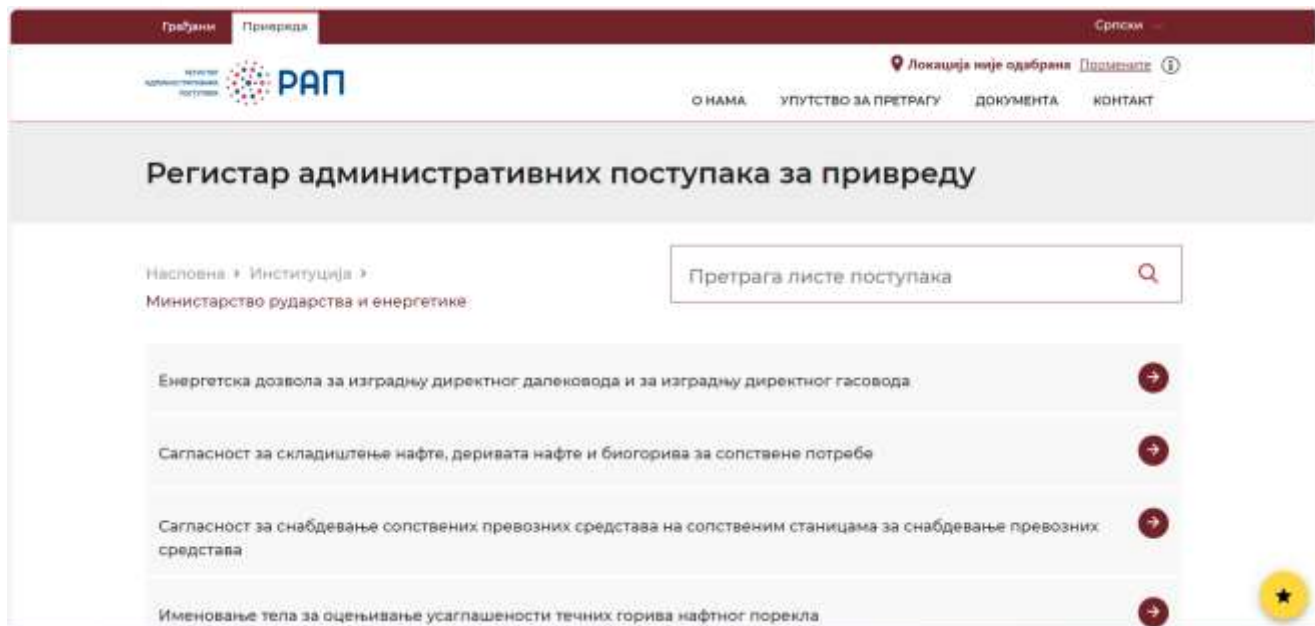 Грађани Привреда Српски
РЕГИСТАР
АДМИНИСТРАТИВНИХ
ПОСТУПАКА
РАП
Локација није одабрана Промените
О НАМА УПУТСТВО ЗА ПРЕТРАГУ ДОКУМЕНТА КОНТАКТ
Регистар административних поступака за привреду
Насловна Институција
Министарство рударства и енергетике
Претрага листе поступака
Енергетска дозвола за изградњу директног далековода и за изградњу директног гасовода
Сагласност за складиштење нафте, деривата нафте и биогорива за сопствене потребе
Сагласност за снабдевање сопствених превозних средстава на сопственим станицама за снабдевање превозних
средстава
Именовање тела за оцењивање усаглашености течних горива нафтног порекла